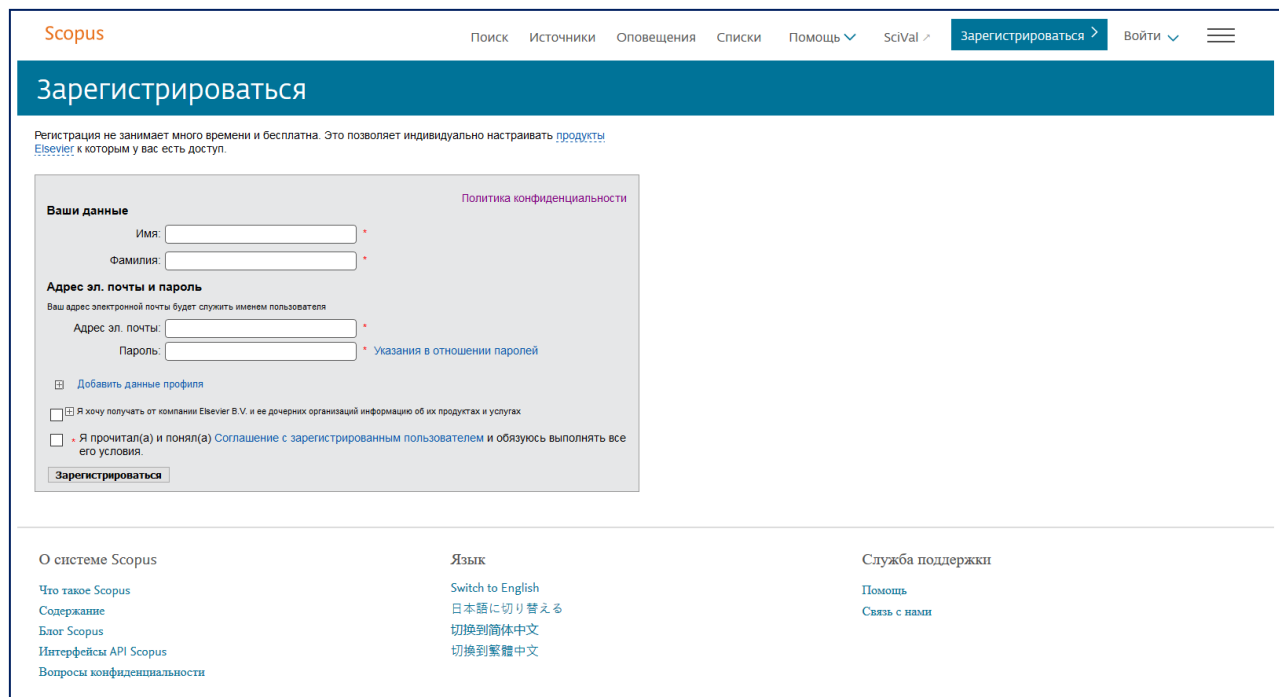 Scopus
Поиск Источники Оповещения Списки Помощь SciVal ↗ Зарегистрироваться > Войти
Зарегистрироваться
Регистрация не занимает много времени и бесплатна. Это позволяет индивидуально настраивать продукты
Elsevier к которым у вас есть доступ.
Политика конфиденциальности
Ваши данные
Имя: *
Фамилия: *
Адрес эл. почты и пароль
Ваш адрес электронной почты будет служить именем пользователя
Адрес эл. почты: *
Пароль: * Указания в отношении паролей
Добавить данные профиля
Я хочу получать от компании Elsevier B.V. и ее дочерних организаций информацию об их продуктах и услугах
* Я прочитал(а) и понял(а) Соглашение с зарегистрированным пользователем и обязуюсь выполнять все
его условия.
Зарегистрироваться
О системе Scopus
Что такое Scopus
Содержание
Блог Scopus
Интерфейсы API Scopus
Вопросы конфиденциальности
Язык
Switch to English
日本語に切り替える
切换到简体中文
切換到繁體中文
Служба поддержки
Помощь
Связь с нами